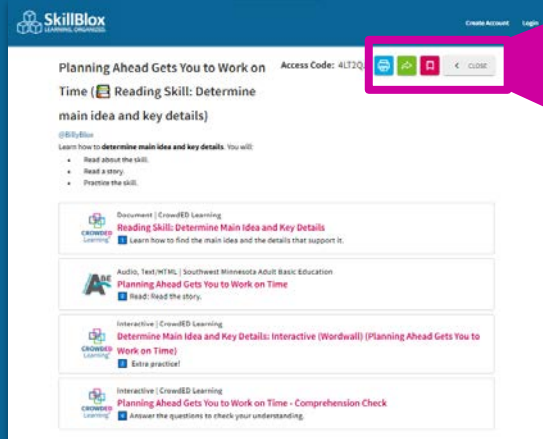 SkillBlox
LEARNING, ORGANIZED.
Create Account Login
Planning Ahead Gets You to Work on
Time (Reading Skill: Determine
main idea and key details)
Access Code: 4LT2Q
< CLOSE
@BillyBlox
Learn how to determine main idea and key details. You will:
• Read about the skill.
• Read a story.
• Practice the skill.
Document | CrowdED Learning
Reading Skill: Determine Main Idea and Key Details
1 Learn how to find the main idea and the details that support it.
CROWDED
Learning
Audio, Text/HTML | Southwest Minnesota Adult Basic Education
Planning Ahead Gets You to Work on Time
Read: Read the story.
ABE
Interactive | CrowdED Learning
Determine Main Idea and Key Details: Interactive (Wordwall) (Planning Ahead Gets You to
Work on Time)
Extra practice!
CROWDED
Learning
Interactive | CrowdED Learning
Planning Ahead Gets You to Work on Time - Comprehension Check
Answer the questions to check your understanding.
CROWDED
Learning